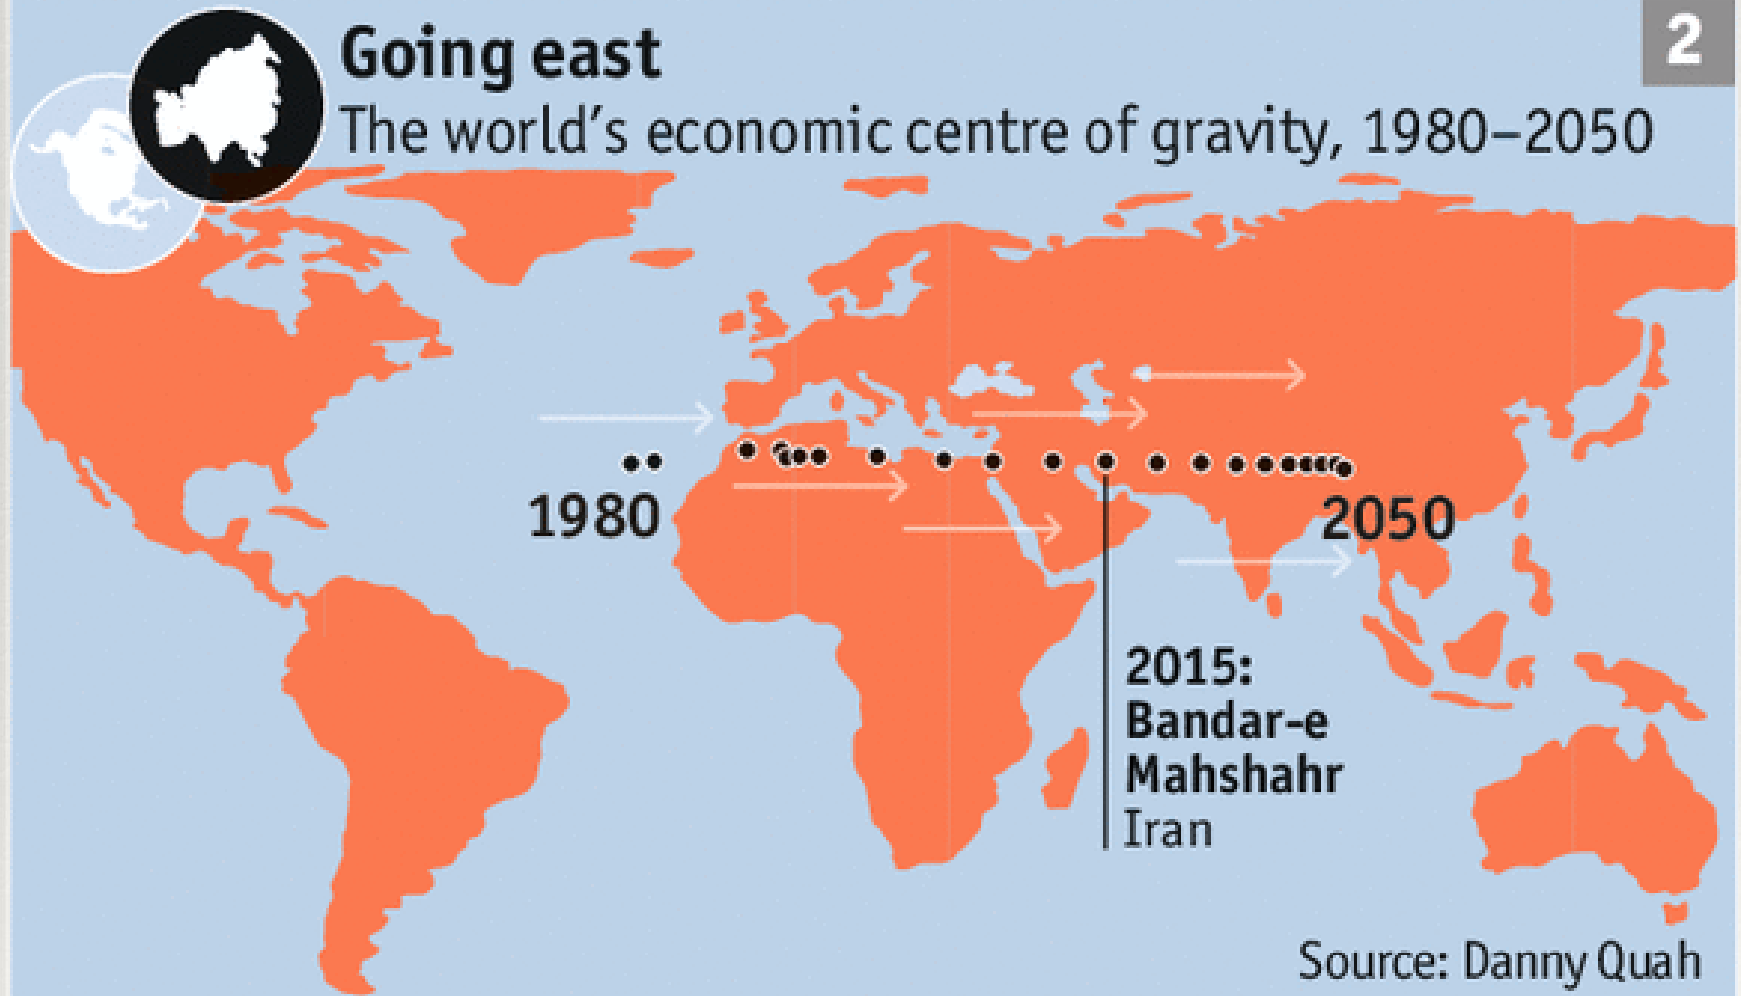 Going east
2
The world's economic centre of gravity, 1980–2050
1980
2050
2015:
Bandar-e
Mahshahr
Iran
Source: Danny Quah